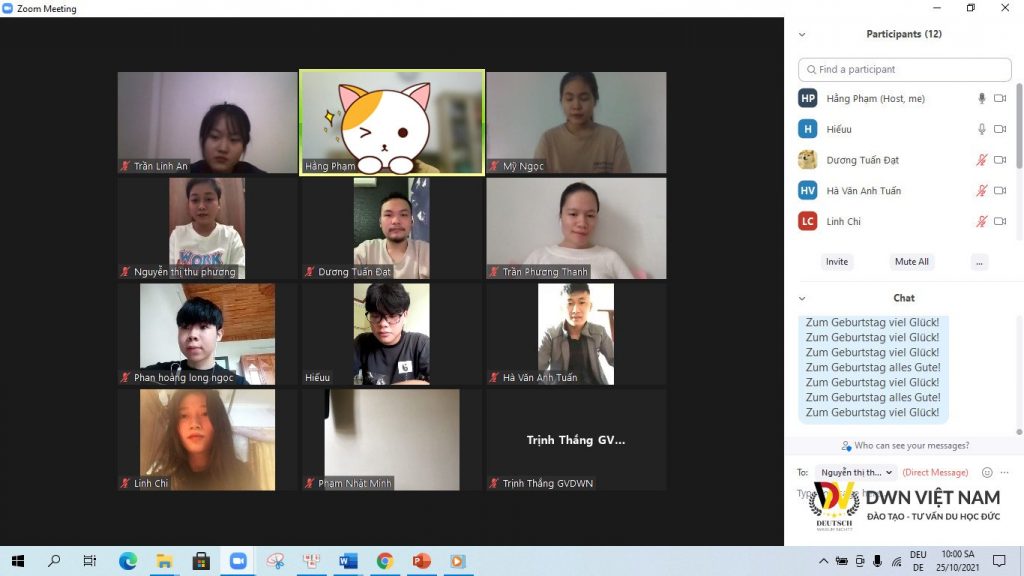 Zoom Meeting
Trần Linh An
Hằng Phạm
Mỹ Ngọc
Nguyễn thị thu phương
Dương Tuấn Đạt
Trần Phương Thanh
Phan hoàng long ngọc
Hiếuu
Hà Văn Anh Tuấn
Linh Chi
Phạm Nhật Minh
Trịnh Thắng GV...
Trịnh Thắng GVDWN
Participants (12)
Find a participant
HP Hằng Phạm (Host, me)
H Hiếuu
Dương Tuấn Đạt
HV Hà Văn Anh Tuấn
LC Linh Chi
Invite Mute All ...
Chat
Zum Geburtstag viel Glück!
Zum Geburtstag viel Glück!
Zum Geburtstag viel Glück!
Zum Geburtstag alles Gute!
Zum Geburtstag viel Glück!
Zum Geburtstag alles Gute!
Zum Geburtstag viel Glück!
Who can see your messages?
To: Nguyễn thị th... (Direct Message) ...
DWN VIỆT NAM
ĐÀO TẠO - TƯ VẤN DU HỌC ĐỨC
DEUTSCH
WARUM NICHT?
DEU
DE
10:00 SA
25/10/2021